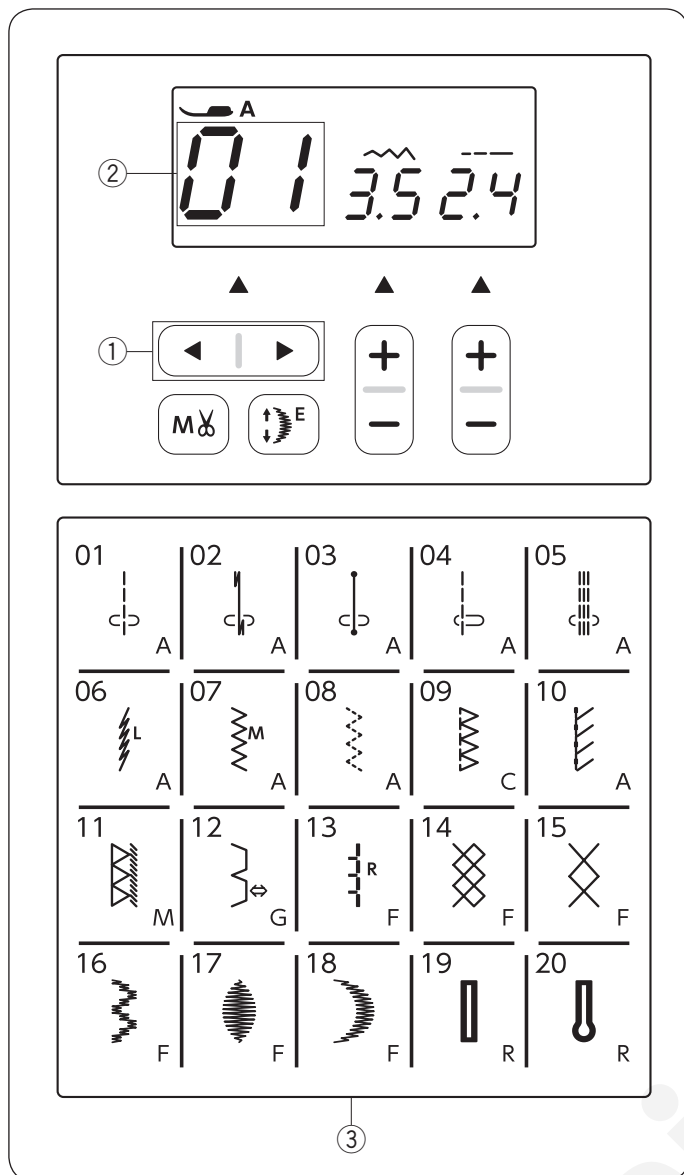 A
01 3.5 2.4
②
①
+ +
M E
− −
01 02 03 04 05
A A A A A
06 07 08 09 10
L M
A A A C A
11 12 13 14 15
R
M G F F F
16 17 18 19 20
F F F R R
③